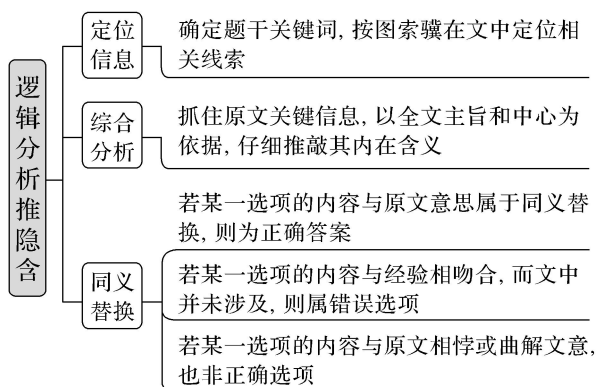 逻辑分析推隐含
定位
信息
确定题干关键词, 按图索骥在文中定位相
关线索
综合
分析
抓住原文关键信息, 以全文主旨和中心为
依据, 仔细推敲其内在含义
同义
替换
若某一选项的内容与原文意思属于同义替
换, 则为正确答案
若某一选项的内容与经验相吻合, 而文中
并未涉及, 则属错误选项
若某一选项的内容与原文相悖或曲解文意,
也非正确选项